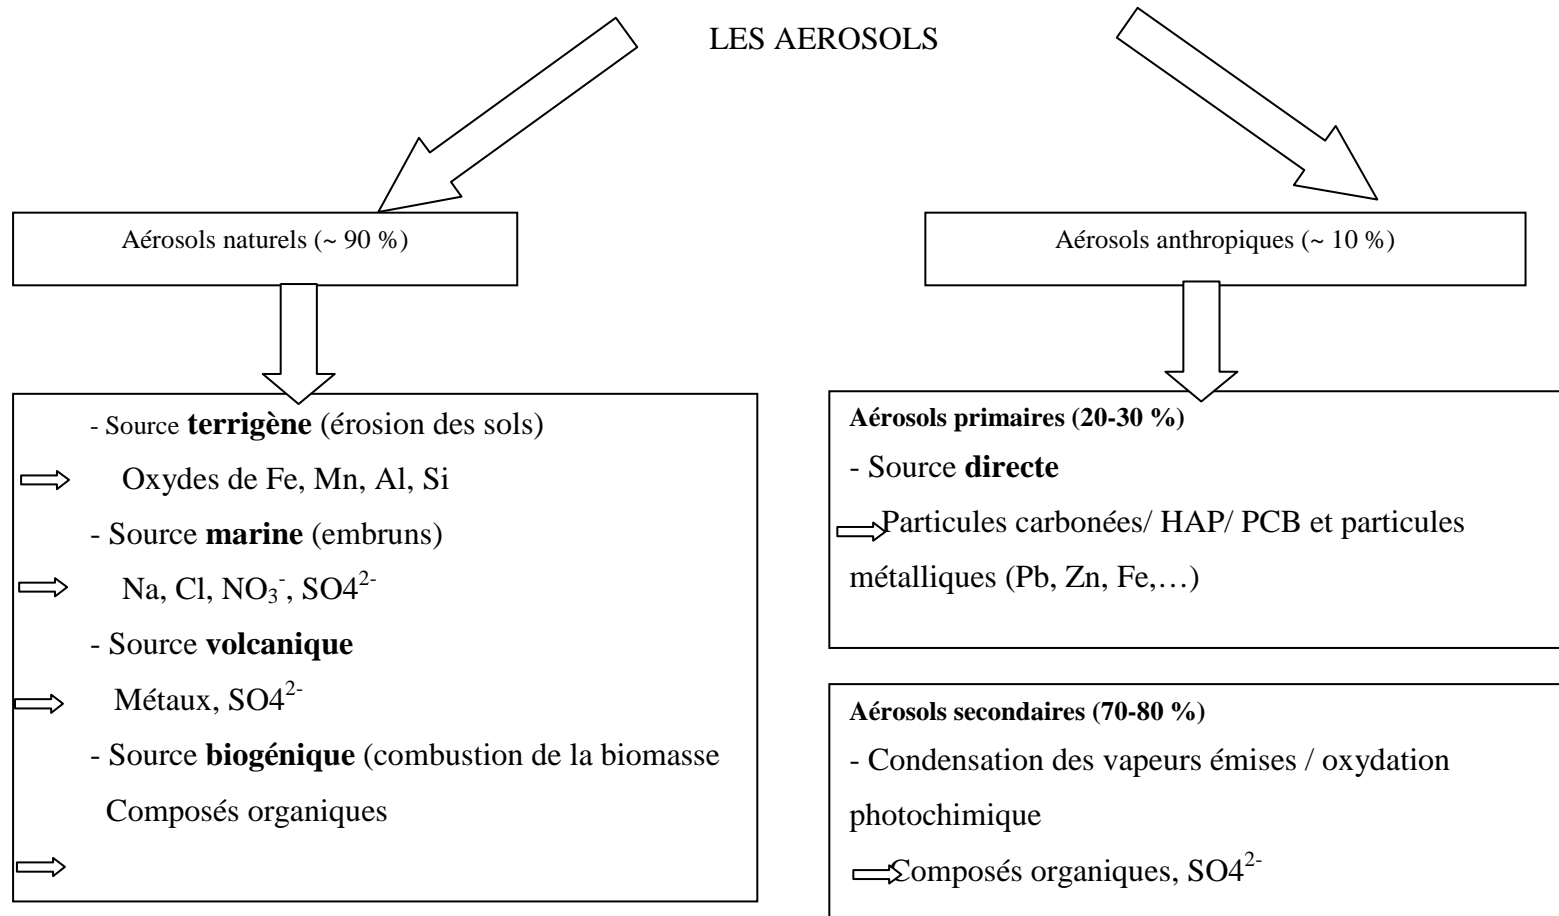 LES AEROSOLS
Aérosols naturels (~ 90 %)
Aérosols anthropiques (~ 10 %)
- Source terrigène (érosion des sols)
Oxydes de Fe, Mn, Al, Si
- Source marine (embruns)
Na, Cl, NO₃⁻, SO4²⁻
- Source volcanique
Métaux, SO4²⁻
- Source biogénique (combustion de la biomasse
Composés organiques
Aérosols primaires (20-30 %)
- Source directe
Particules carbonées/ HAP/ PCB et particules
métalliques (Pb, Zn, Fe,…)
Aérosols secondaires (70-80 %)
- Condensation des vapeurs émises / oxydation
photochimique
Composés organiques, SO4²⁻